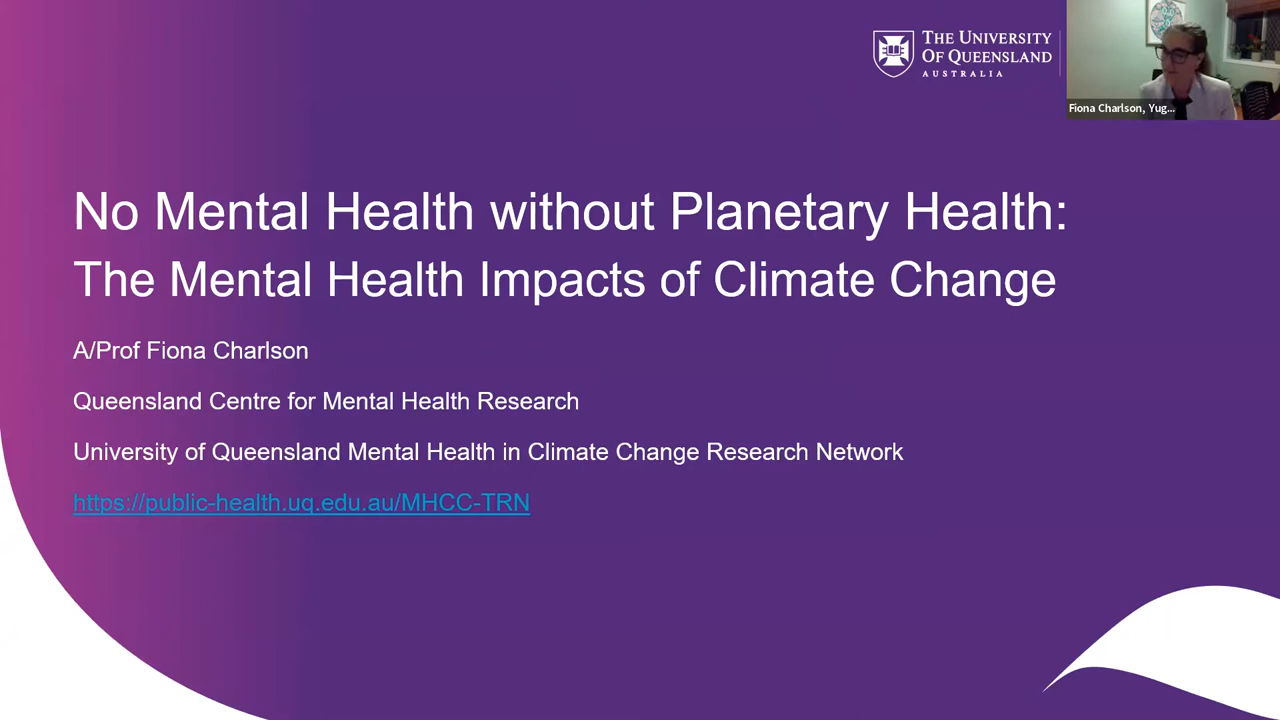 THE UNIVERSITY
OF QUEENSLAND
AUSTRALIA
Fiona Charlson, Yug...
No Mental Health without Planetary Health:
The Mental Health Impacts of Climate Change
A/Prof Fiona Charlson
Queensland Centre for Mental Health Research
University of Queensland Mental Health in Climate Change Research Network
https://public-health.uq.edu.au/MHCC-TRN